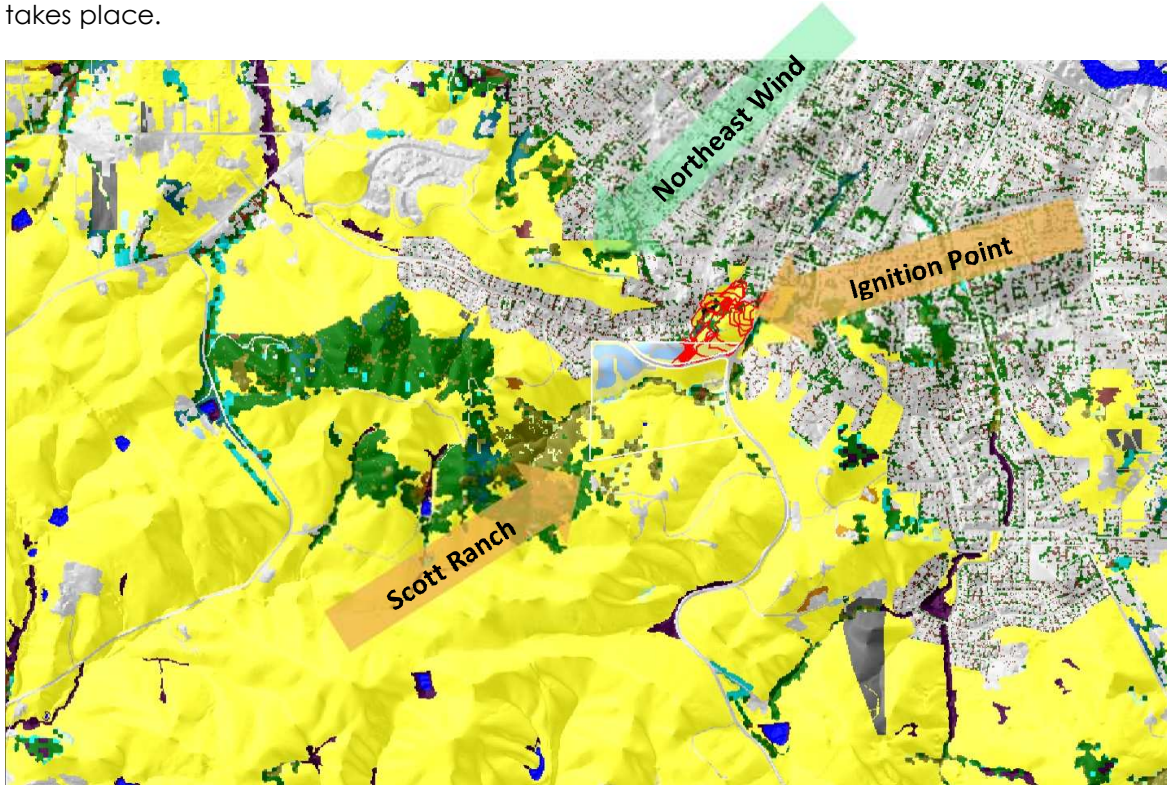 takes place.
Northeast Wind
Ignition Point
Scott Ranch